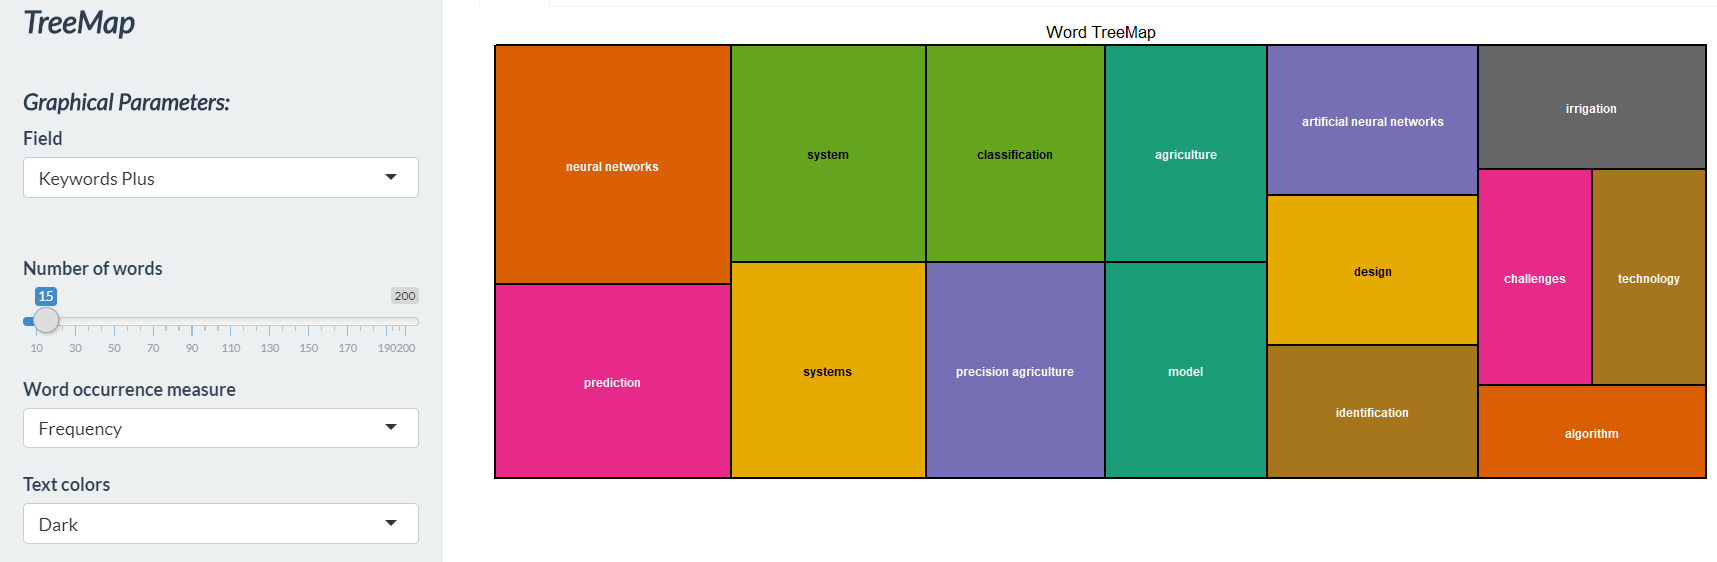 TreeMap
Graphical Parameters:
Field
Keywords Plus
Number of words
15
200
10 30 50 70 90 110 130 150 170 190200
Word occurrence measure
Frequency
Text colors
Dark
Word TreeMap
neural networks
prediction
system
systems
classification
precision agriculture
agriculture
model
artificial neural networks
design
identification
irrigation
challenges
technology
algorithm